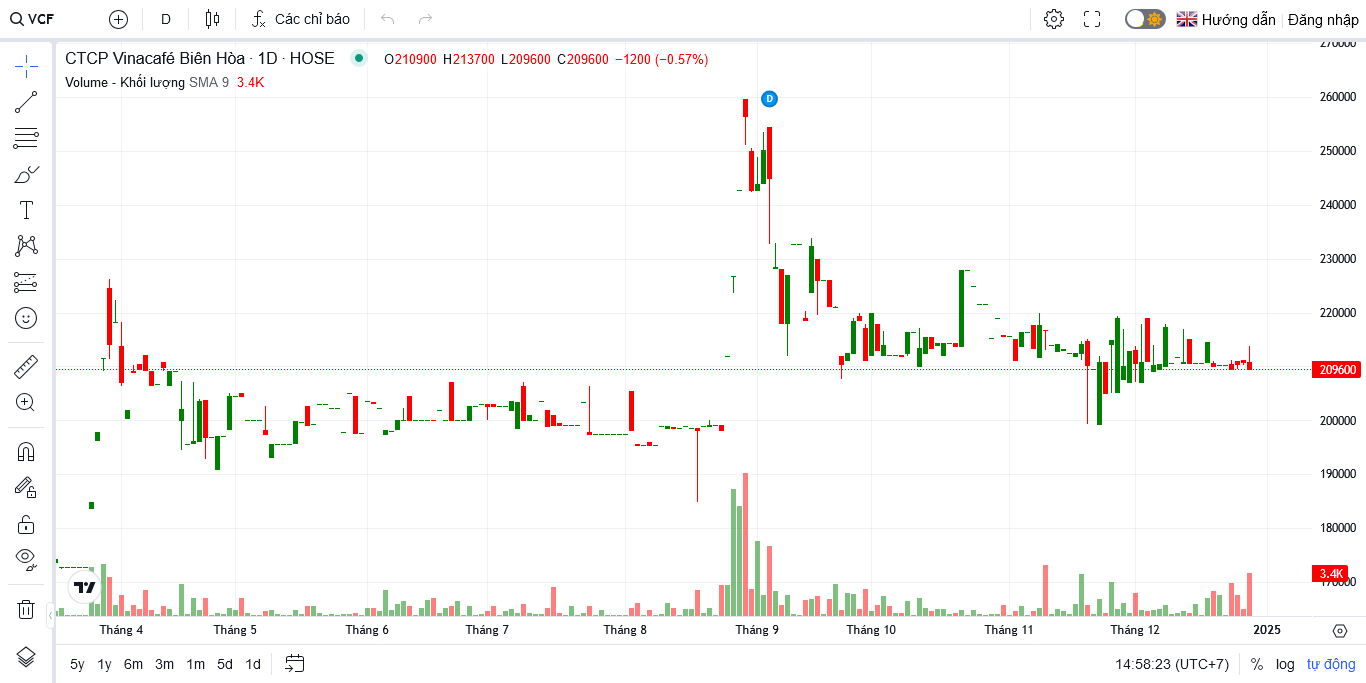 VCF D Các chỉ báo Hướng dẫn Đăng nhập
CTCP Vinacafé Biên Hòa · 1D · HOSE O210900 H213700 L209600 C209600 −1200 (−0.57%)
Volume - Khối lượng SMA 9 3.4K
D
270000
260000
250000
240000
230000
220000
209600
200000
190000
180000
3.4K
170000
Tháng 4 Tháng 5 Tháng 6 Tháng 7 Tháng 8 Tháng 9 Tháng 10 Tháng 11 Tháng 12 2025
5y 1y 6m 3m 1m 5d 1d 14:58:23 (UTC+7) % log tự động